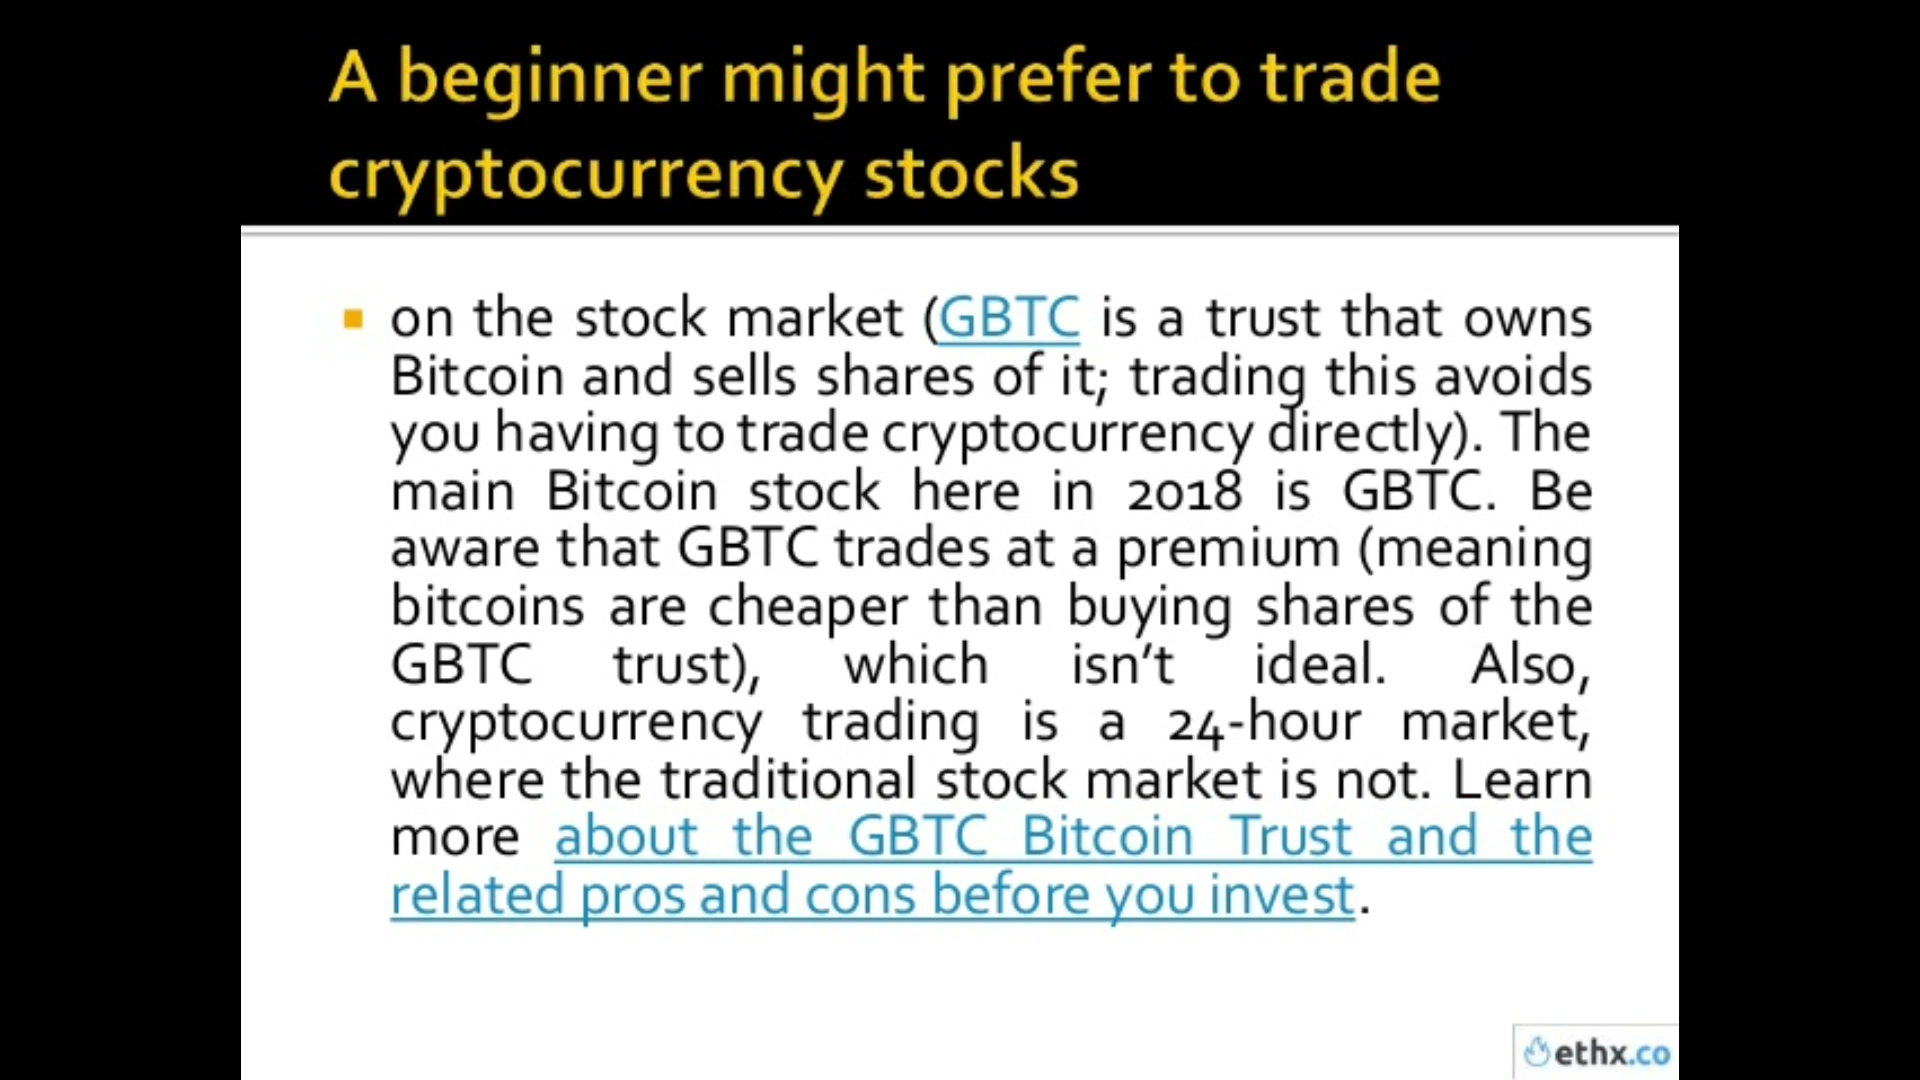 A beginner might prefer to trade
cryptocurrency stocks
on the stock market (GBTC is a trust that owns
Bitcoin and sells shares of it; trading this avoids
you having to trade cryptocurrency directly). The
main Bitcoin stock here in 2018 is GBTC. Be
aware that GBTC trades at a premium (meaning
bitcoins are cheaper than buying shares of the
GBTC trust), which isn’t ideal. Also,
cryptocurrency trading is a 24-hour market,
where the traditional stock market is not. Learn
more about the GBTC Bitcoin Trust and the
related pros and cons before you invest.
ethx.co